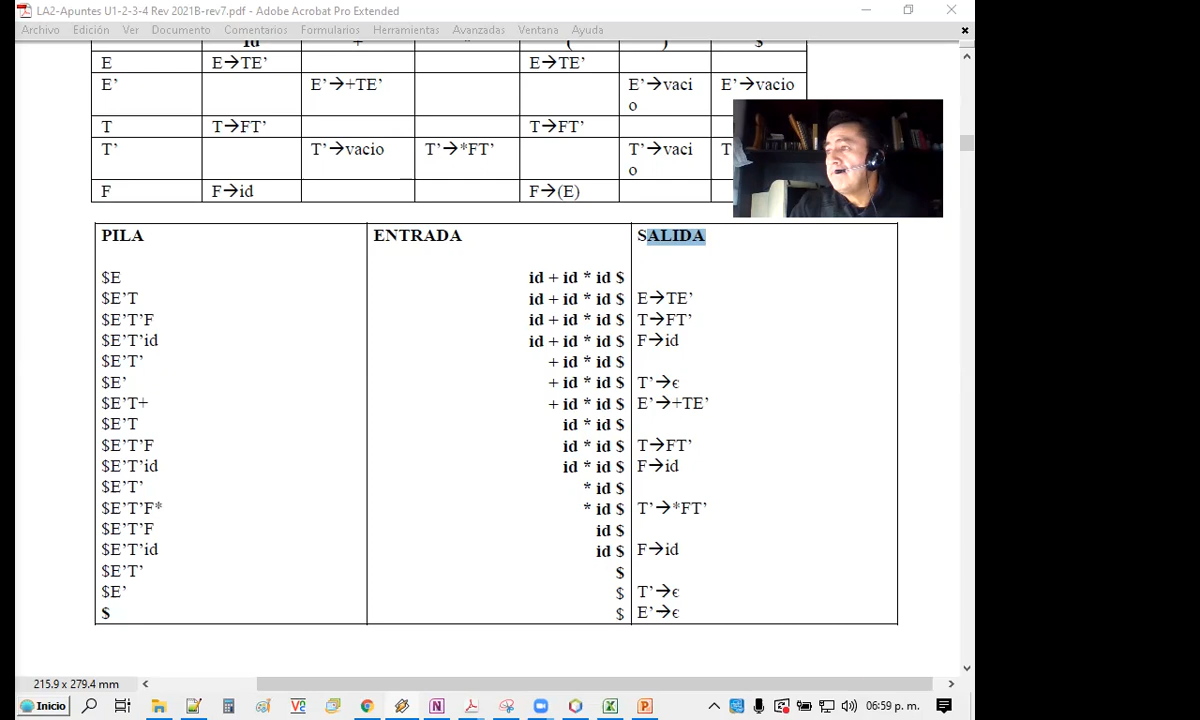 LA2-Apuntes U1-2-3-4 Rev 2021B-rev7.pdf - Adobe Acrobat Pro Extended
Archivo Edición Ver Documento Comentarios Formularios Herramientas Avanzadas Ventana Ayuda
id + * ( ) $
E E→TE’ E→TE’
E’ E’→+TE’ E’→vaci E’→vacio
o
T T→FT’ T→FT’
T’ T’→vacio T’→*FT’ T’→vaci T
o
F F→id F→(E)
PILA ENTRADA SALIDA
$E id + id * id $
$E’T id + id * id $ E→TE’
$E’T’F id + id * id $ T→FT’
$E’T’id id + id * id $ F→id
$E’T’ + id * id $
$E’ + id * id $ T’→ϵ
$E’T+ + id * id $ E’→+TE’
$E’T id * id $
$E’T’F id * id $ T→FT’
$E’T’id id * id $ F→id
$E’T’ * id $
$E’T’F* * id $ T’→*FT’
$E’T’F id $
$E’T’id id $ F→id
$E’T’ $
$E’ $ T’→ϵ
$ $ E’→ϵ
215.9 x 279.4 mm
Inicio 06:59 p. m.